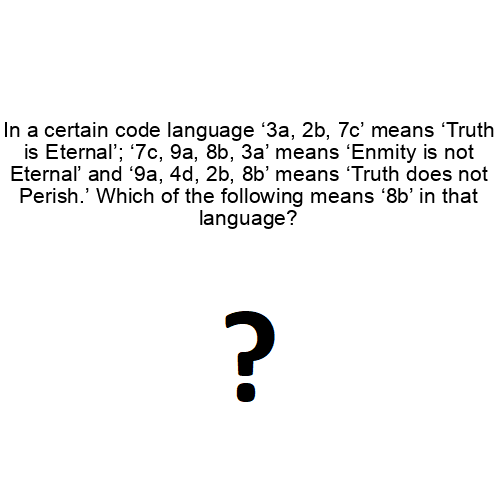 In a certain code language ‘3a, 2b, 7c’ means ‘Truth
is Eternal’; ‘7c, 9a, 8b, 3a’ means ‘Enmity is not
Eternal’ and ‘9a, 4d, 2b, 8b’ means ‘Truth does not
Perish.’ Which of the following means ‘8b’ in that
language?
?